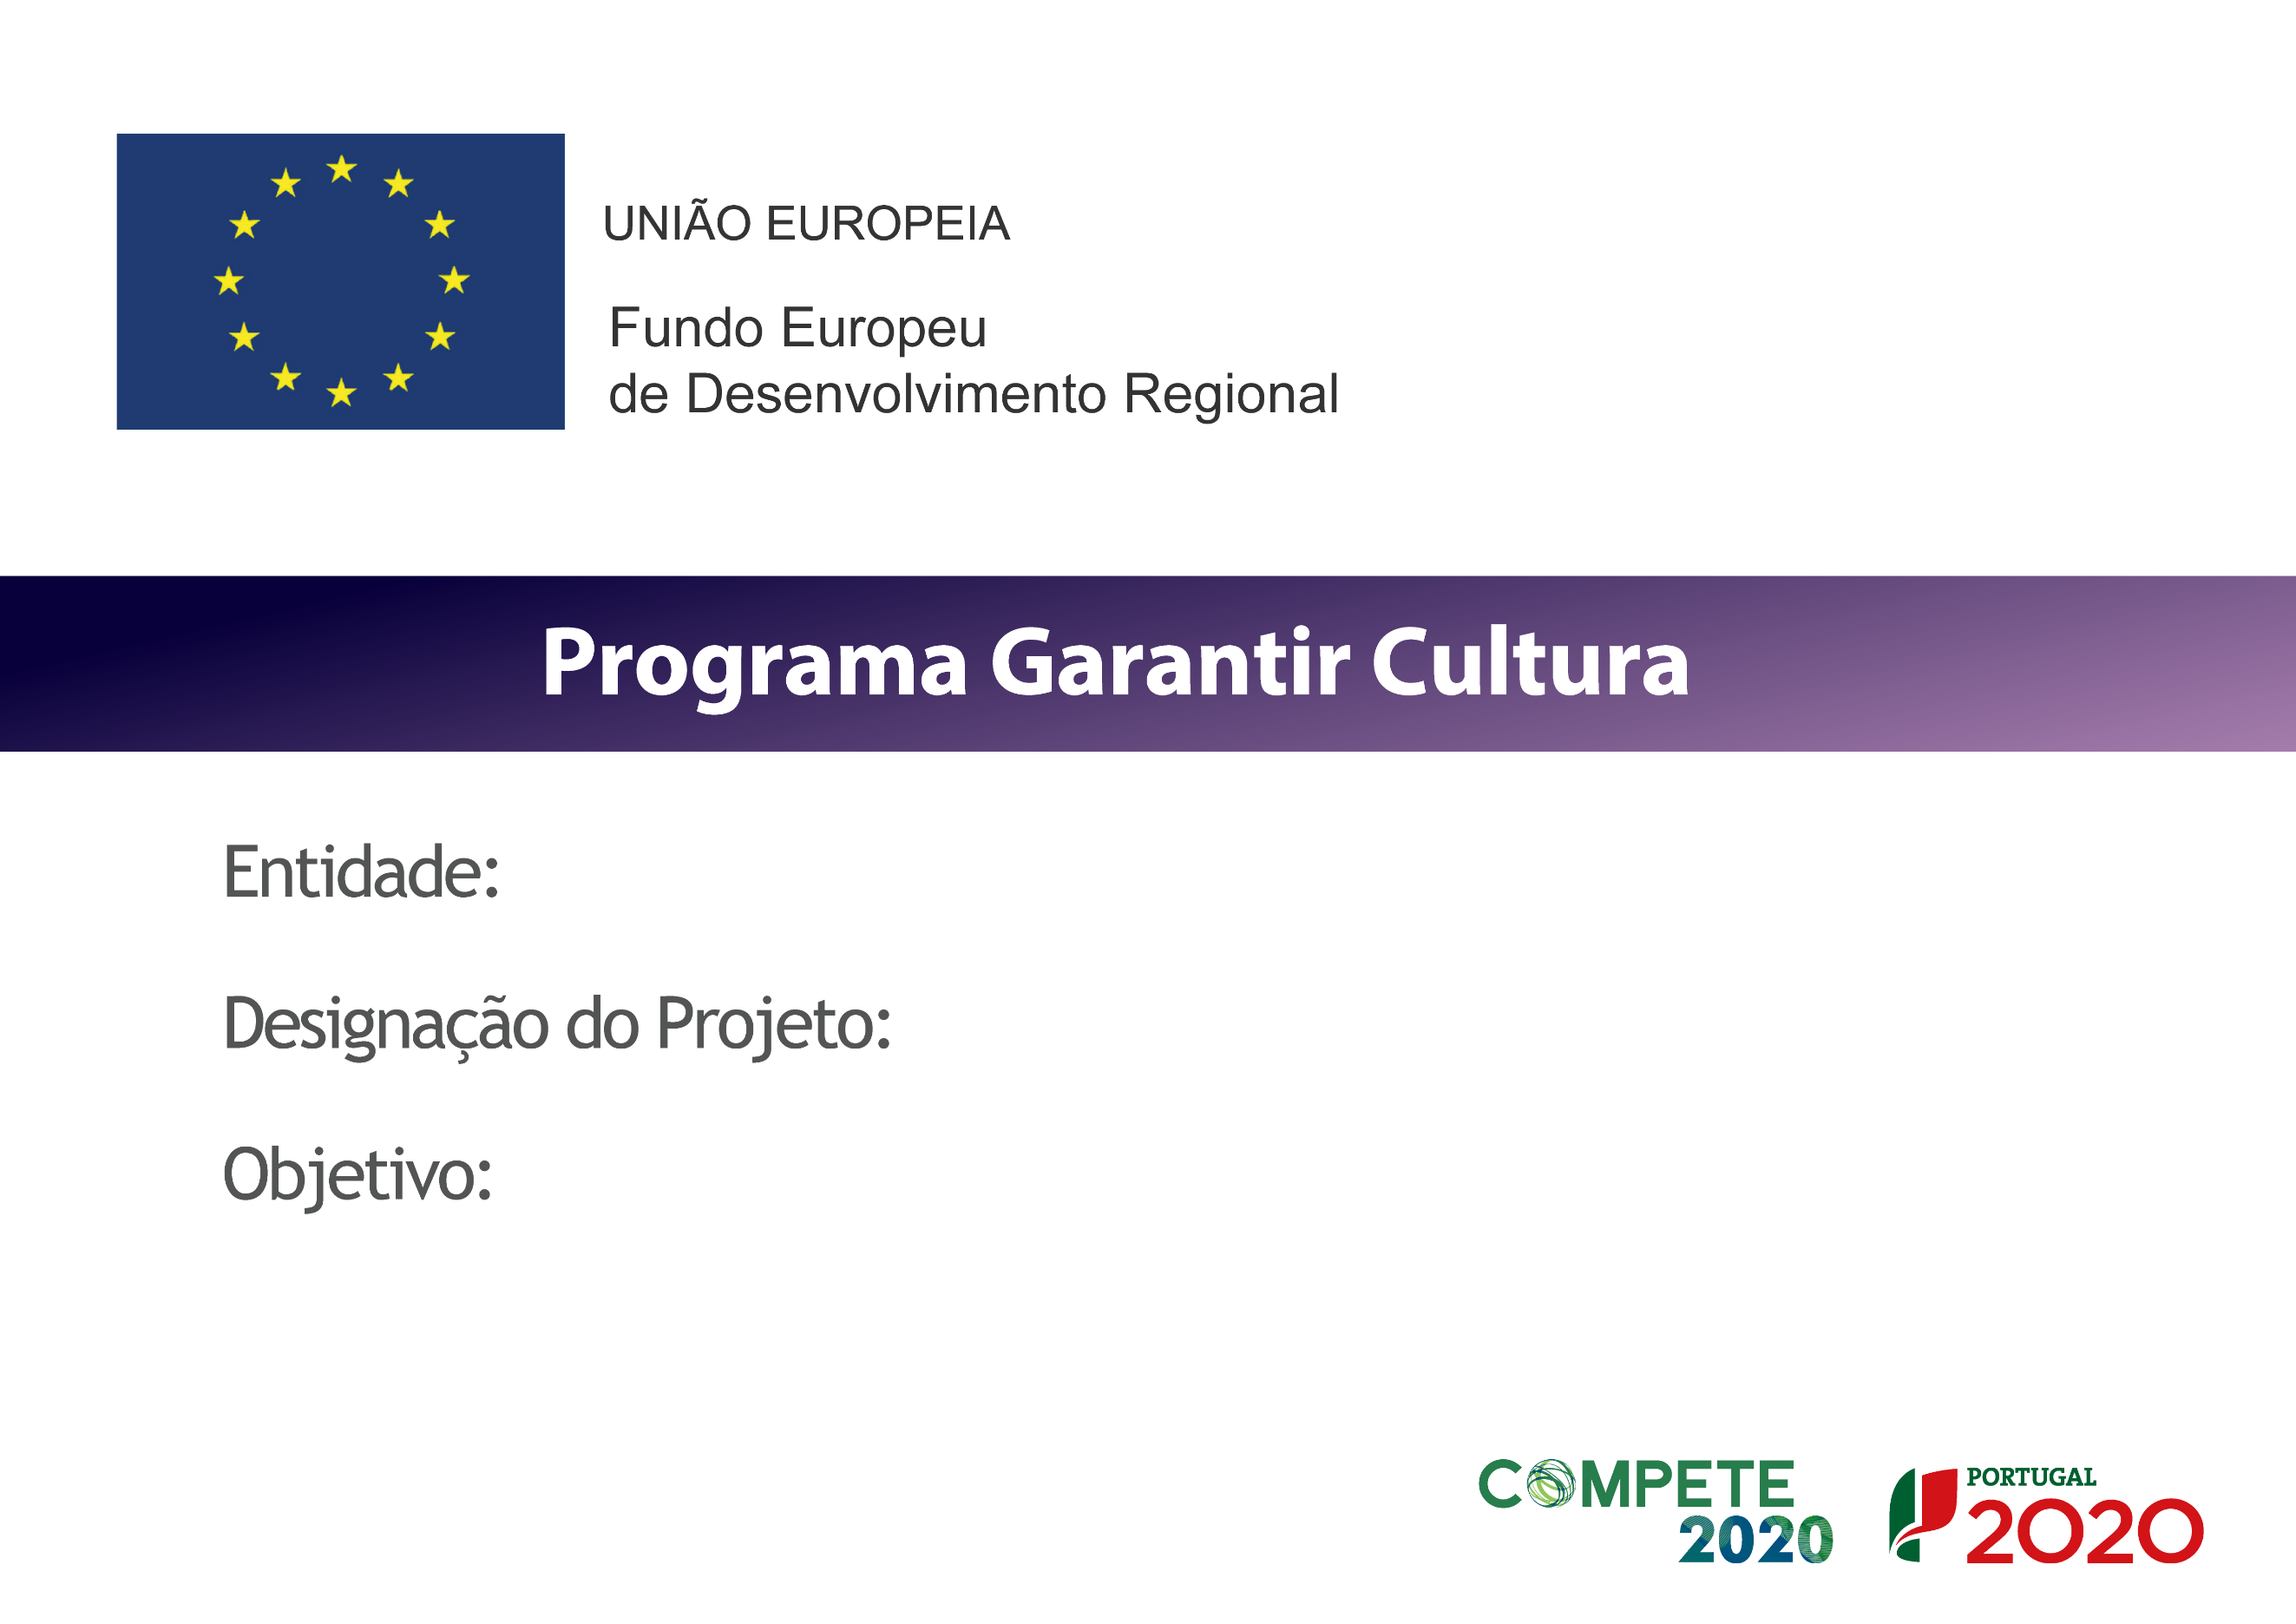 UNIÃO EUROPEIA
Fundo Europeu
de Desenvolvimento Regional
Programa Garantir Cultura
Entidade:
Designação do Projeto:
Objetivo:
COMPETE
2020
PORTUGAL
2020